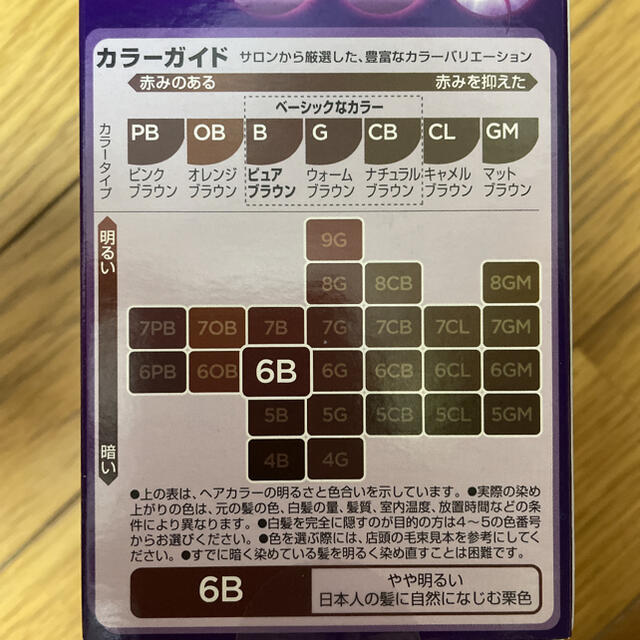 カラーガイド サロンから厳選した、豊富なカラーバリエーション
赤みのある 赤みを抑えた
ベーシックなカラー
カラータイプ
PB OB B G CB CL GM
ピンク オレンジ ピュア ウォーム ナチュラル キャメル マット
ブラウン ブラウン ブラウン ブラウン ブラウン ブラウン ブラウン
明るい
9G
8G 8CB 8GM
7PB 7OB 7B 7G 7CB 7CL 7GM
6PB 6OB 6B 6G 6CB 6CL 6GM
5B 5G 5CB 5CL 5GM
4B 4G
暗い
●上の表は、ヘアカラーの明るさと色合いを示しています。●実際の染め
上がりの色は、元の髪の色、白髪の量、髪質、室内温度、放置時間などの条
件により異なります。●白髪を完全に隠すのが目的の方は4～5の色番号
からお選びください。●色を選ぶ際には、店頭の毛束見本を参考にしてく
ださい。●すでに暗く染めている髪を明るく染め直すことは困難です。
6B やや明るい
日本人の髪に自然になじむ栗色